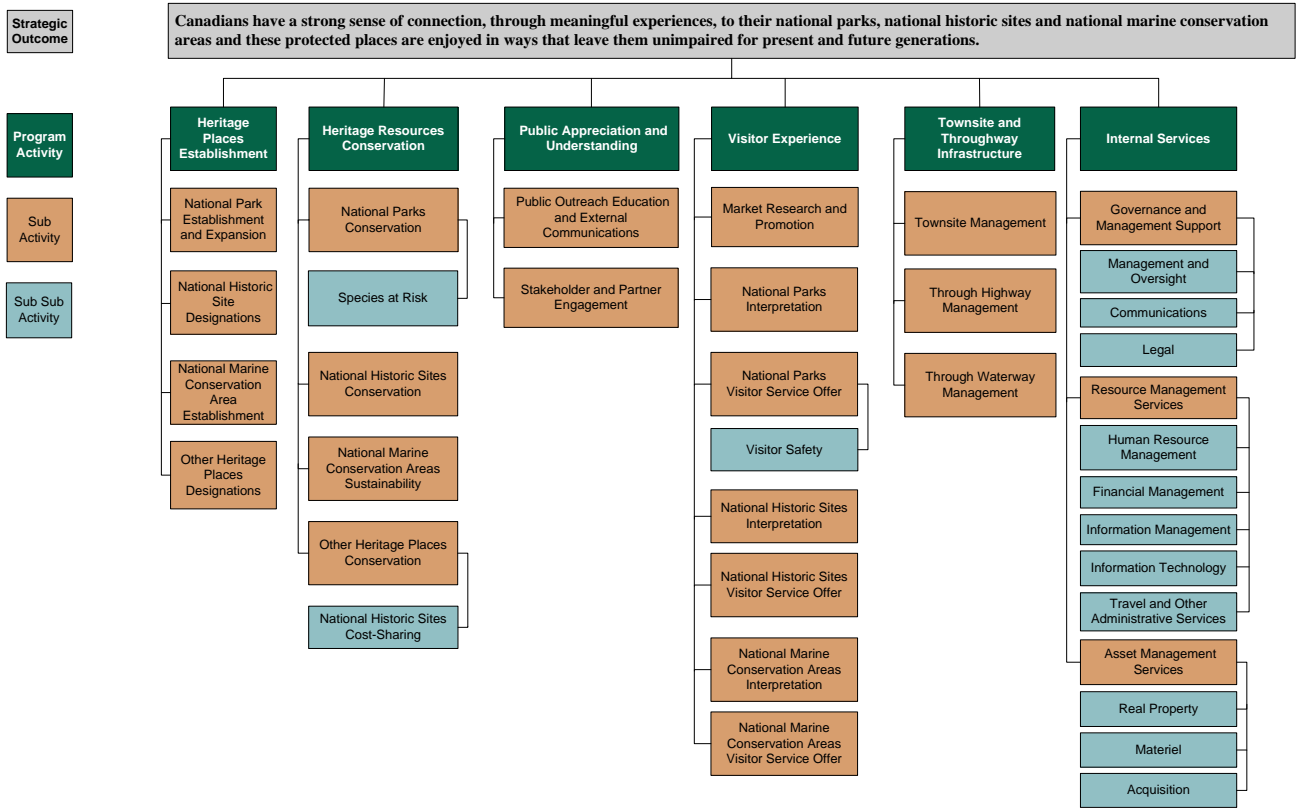 Strategic
Outcome
Canadians have a strong sense of connection, through meaningful experiences, to their national parks, national historic sites and national marine conservation
areas and these protected places are enjoyed in ways that leave them unimpaired for present and future generations.
Program
Activity
Sub
Activity
Sub Sub
Activity
Heritage
Places
Establishment
National Park
Establishment
and Expansion
National Historic
Site
Designations
National Marine
Conservation
Area
Establishment
Other Heritage
Places
Designations
Heritage Resources
Conservation
National Parks
Conservation
Species at Risk
National Historic Sites
Conservation
National Marine
Conservation Areas
Sustainability
Other Heritage Places
Conservation
National Historic Sites
Cost-Sharing
Public Appreciation and
Understanding
Public Outreach Education
and External
Communications
Stakeholder and Partner
Engagement
Visitor Experience
Market Research and
Promotion
National Parks
Interpretation
National Parks
Visitor Service Offer
Visitor Safety
National Historic Sites
Interpretation
National Historic Sites
Visitor Service Offer
National Marine
Conservation Areas
Interpretation
National Marine
Conservation Areas
Visitor Service Offer
Townsite and
Throughway
Infrastructure
Townsite Management
Through Highway
Management
Through Waterway
Management
Internal Services
Governance and
Management Support
Management and
Oversight
Communications
Legal
Resource Management
Services
Human Resource
Management
Financial Management
Information Management
Information Technology
Travel and Other
Administrative Services
Asset Management
Services
Real Property
Materiel
Acquisition